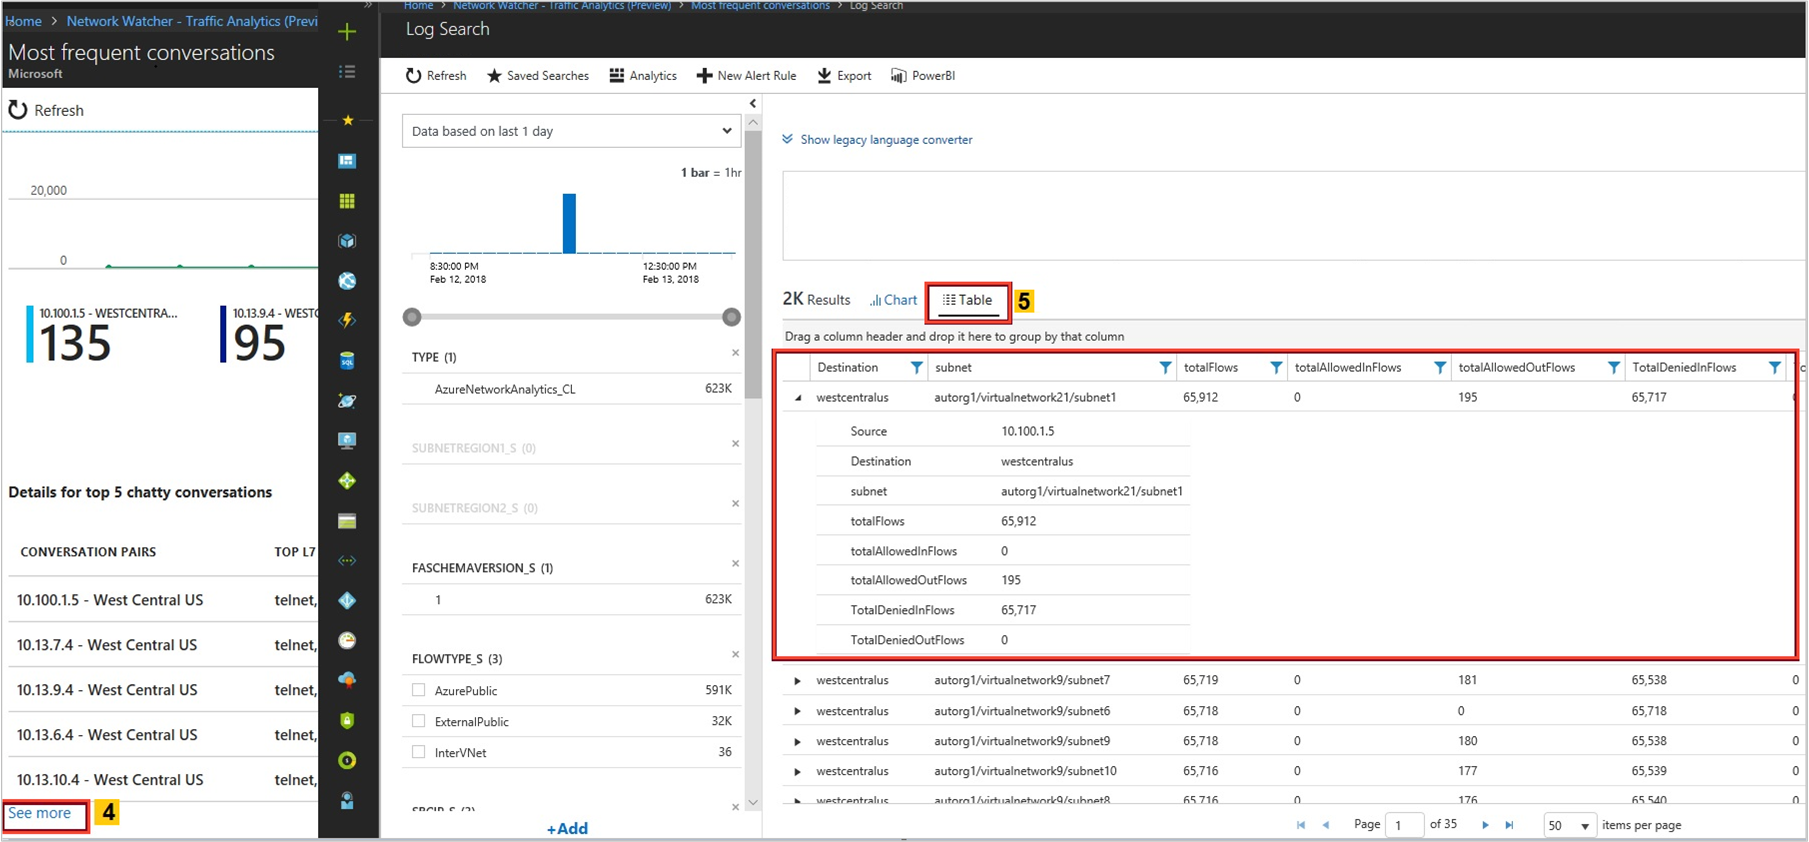 Home > Network Watcher - Traffic Analytics (Previ
Most frequent conversations
Microsoft
Refresh
20,000
0
10.100.1.5 - WESTCENTRA...
135
10.13.9.4 - WESTC
95
Details for top 5 chatty conversations
CONVERSATION PAIRS TOP L7
10.100.1.5 - West Central US telnet,
10.13.7.4 - West Central US telnet,
10.13.9.4 - West Central US telnet,
10.13.6.4 - West Central US telnet,
10.13.10.4 - West Central US telnet,
See more 4
»
SQL
Home > Network Watcher - Traffic Analytics (Preview) > Most frequent conversations > Log Search
Log Search
Refresh Saved Searches Analytics New Alert Rule Export PowerBI
Data based on last 1 day
1 bar = 1hr
8:30:00 PM
Feb 12, 2018
12:30:00 PM
Feb 13, 2018
TYPE (1)
AzureNetworkAnalytics_CL 623K
SUBNETREGION1_S (0)
SUBNETREGION2_S (0)
FASCHEMAVERSION_S (1)
1 623K
FLOWTYPE_S (3)
AzurePublic 591K
ExternalPublic 32K
InterVNet 36
+Add
Show legacy language converter
2K Results Chart Table 5
Drag a column header and drop it here to group by that column
Destination subnet totalFlows totalAllowedInFlows totalAllowedOutFlows TotalDeniedInFlows
westcentralus autorg1/virtualnetwork21/subnet1 65,912 0 195 65,717 0
Source 10.100.1.5
Destination westcentralus
subnet autorg1/virtualnetwork21/subnet1
totalFlows 65,912
totalAllowedInFlows 0
totalAllowedOutFlows 195
TotalDeniedInFlows 65,717
TotalDeniedOutFlows 0
westcentralus autorg1/virtualnetwork9/subnet7 65,719 0 181 65,538 0
westcentralus autorg1/virtualnetwork9/subnet6 65,718 0 0 65,718 0
westcentralus autorg1/virtualnetwork9/subnet9 65,718 0 180 65,538 0
westcentralus autorg1/virtualnetwork9/subnet10 65,716 0 177 65,539 0
westcentralus autorg1/virtualnetwork9/subnet8 65,716 0 176 65,540 0
Page 1 of 35 50 items per page